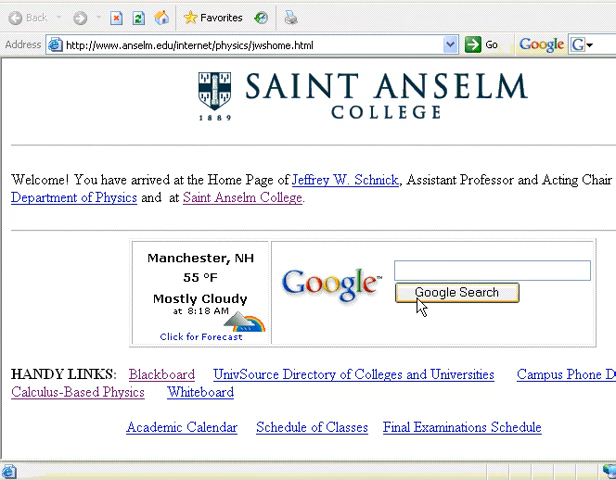 Back Favorites
Address http://www.anselm.edu/internet/physics/jwshome.html Go Google G
SAINT ANSELM
COLLEGE
1889
Welcome! You have arrived at the Home Page of Jeffrey W. Schnick, Assistant Professor and Acting Chair
Department of Physics and at Saint Anselm College.
Manchester, NH
55 °F
Mostly Cloudy
at 8:18 AM
Click for Forecast
Google™
Google Search
HANDY LINKS: Blackboard UnivSource Directory of Colleges and Universities Campus Phone D
Calculus-Based Physics Whiteboard
Academic Calendar Schedule of Classes Final Examinations Schedule